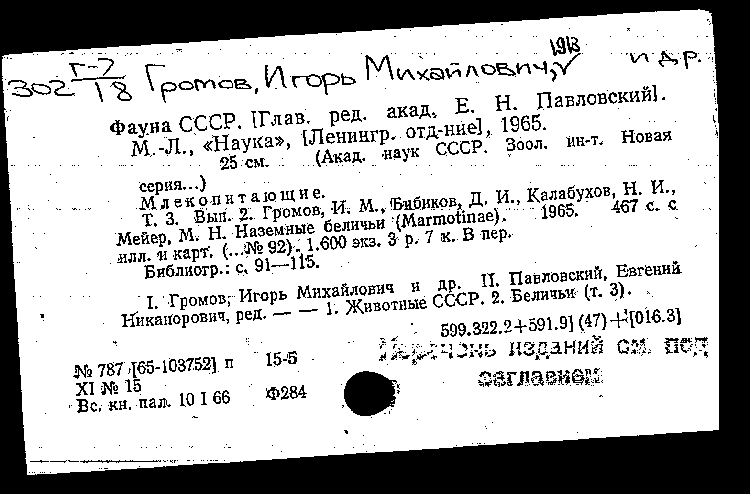 302 Г-7/18 Громов, Игорь Михайлович, 1913 и др.
Фауна СССР. [Глав. ред. акад. Е. Н. Павловский].
М.-Л., «Наука», [Ленингр. отд-ние], 1965.
25 см. (Акад. наук СССР. Зоол. ин-т. Новая
серия...)
Млекопитающие.
Т. 3. Вып. 2. Громов, И. М., Бибиков, Д. И., Калабухов, Н. И.,
Мейер, М. Н. Наземные беличьи (Marmotinae). 1965. 467 с. с
илл. и карт. (...№ 92). 1.600 экз. 3 р. 7 к. В пер.
Библиогр.: с. 91—115.
I. Громов, Игорь Михайлович и др. II. Павловский, Евгений
Никанорович, ред. — — 1. Животные СССР. 2. Беличьи (т. 3).
599.322.2+591.9] (47)+[016.3]
№ 787 [65-103752] п 15-5
XI № 15
Вс. кн. пал. 10 I 66 Ф284
Перечень изданий см. под
заглавием